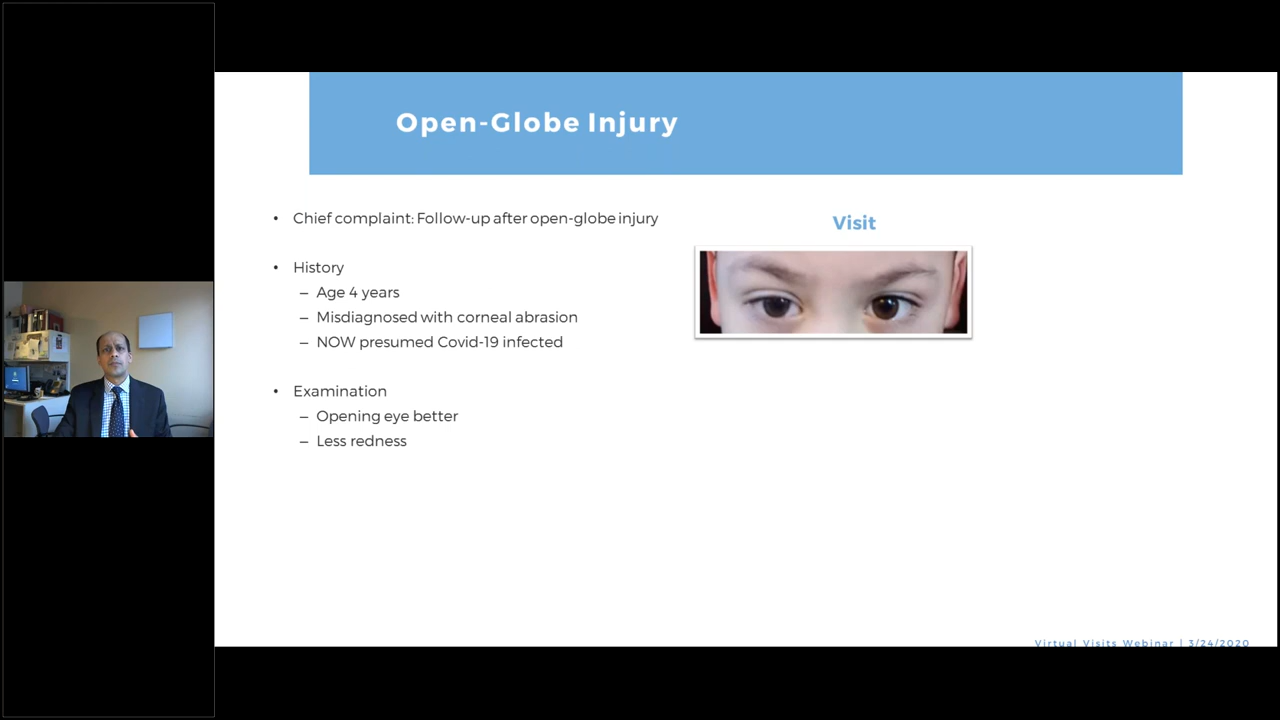 Open-Globe Injury
• Chief complaint: Follow-up after open-globe injury
• History
– Age 4 years
– Misdiagnosed with corneal abrasion
– NOW presumed Covid-19 infected
• Examination
– Opening eye better
– Less redness
Visit
Virtual Visits Webinar | 3/24/2020